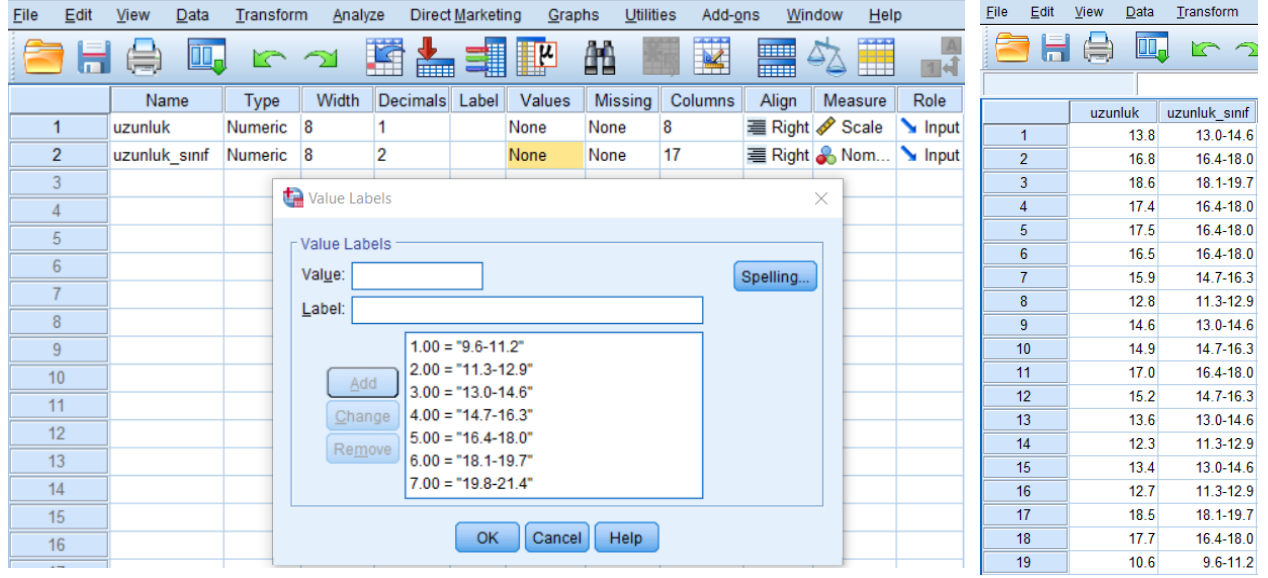 File Edit View Data Transform Analyze Direct Marketing Graphs Utilities Add-ons Window Help
Name Type Width Decimals Label Values Missing Columns Align Measure Role
1 uzunluk Numeric 8 1 None None 8 Right Scale Input
2 uzunluk_sınıf Numeric 8 2 None None 17 Right Nom... Input
3
4
5
6
7
8
9
10
11
12
13
14
15
16
Value Labels
Value Labels
Value:
Spelling...
Label:
1.00 = "9.6-11.2"
2.00 = "11.3-12.9"
3.00 = "13.0-14.6"
4.00 = "14.7-16.3"
5.00 = "16.4-18.0"
6.00 = "18.1-19.7"
7.00 = "19.8-21.4"
Add
Change
Remove
OK Cancel Help
File Edit View Data Transform
uzunluk uzunluk_sınıf
1 13.8 13.0-14.6
2 16.8 16.4-18.0
3 18.6 18.1-19.7
4 17.4 16.4-18.0
5 17.5 16.4-18.0
6 16.5 16.4-18.0
7 15.9 14.7-16.3
8 12.8 11.3-12.9
9 14.6 13.0-14.6
10 14.9 14.7-16.3
11 17.0 16.4-18.0
12 15.2 14.7-16.3
13 13.6 13.0-14.6
14 12.3 11.3-12.9
15 13.4 13.0-14.6
16 12.7 11.3-12.9
17 18.5 18.1-19.7
18 17.7 16.4-18.0
19 10.6 9.6-11.2